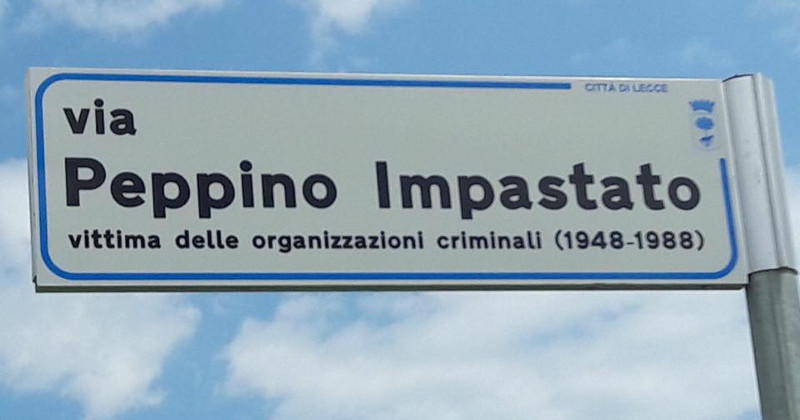 CITTÀ DI LECCE
via
Peppino Impastato
vittima delle organizzazioni criminali (1948-1988)